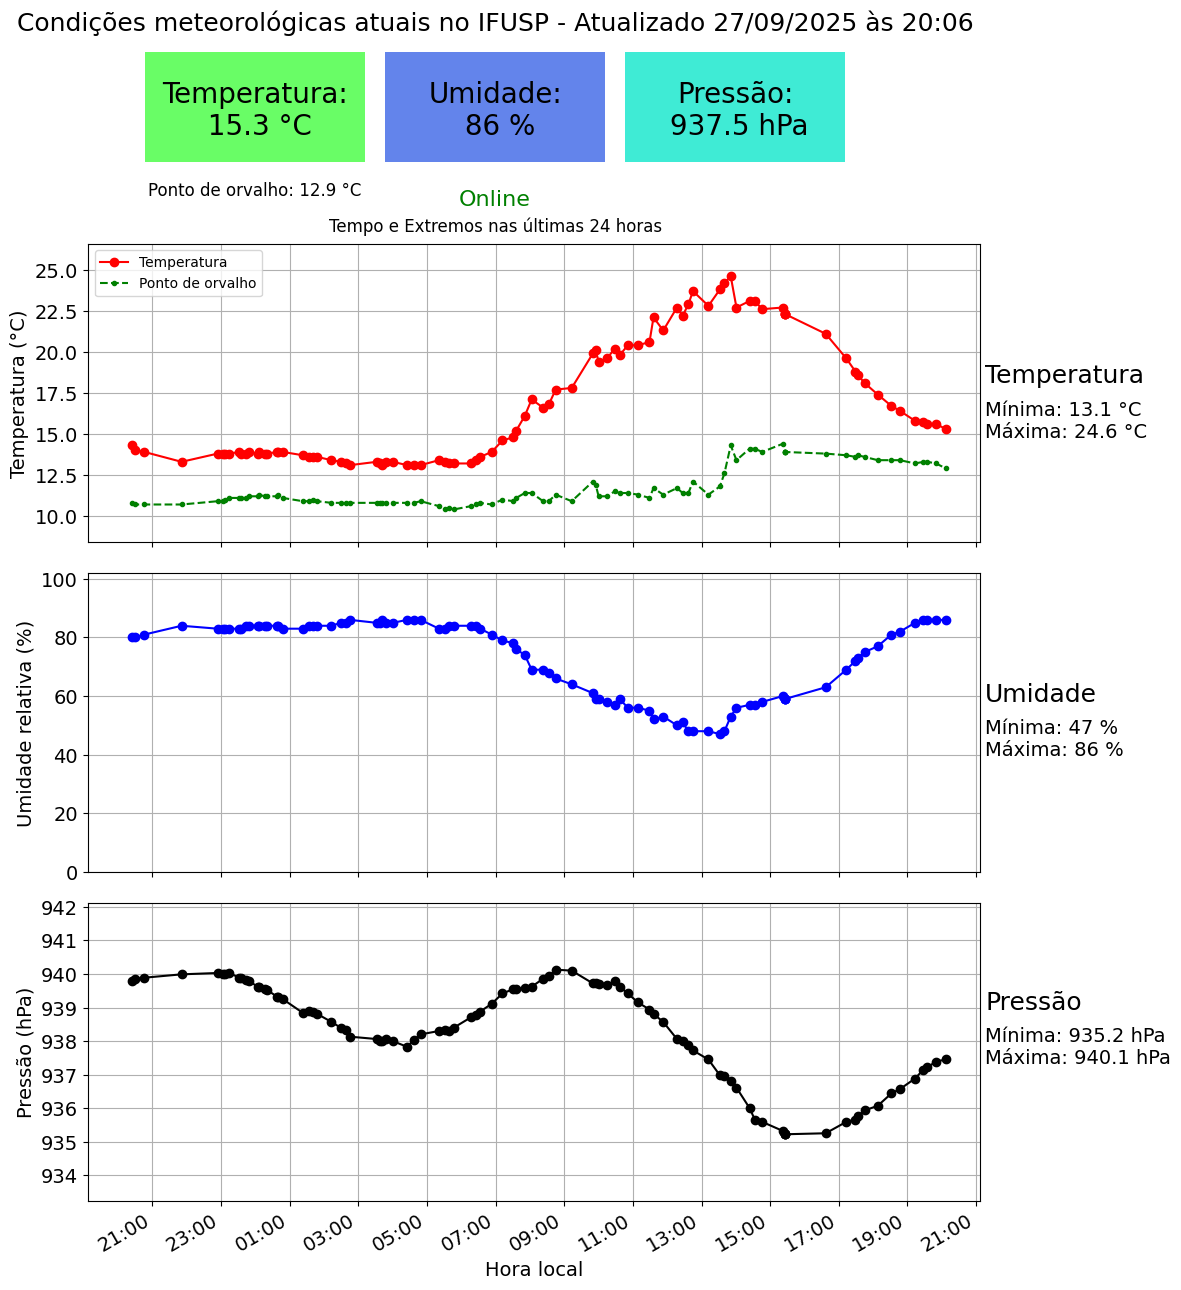 Condições meteorológicas atuais no IFUSP - Atualizado 27/09/2025 às 20:06
Temperatura:
15.3 °C
Umidade:
86 %
Pressão:
937.5 hPa
Ponto de orvalho: 12.9 °C
Online
Tempo e Extremos nas últimas 24 horas
Temperatura
Ponto de orvalho
Temperatura (°C)
25.0
22.5
20.0
17.5
15.0
12.5
10.0
Temperatura
Mínima: 13.1 °C
Máxima: 24.6 °C
Umidade relativa (%)
100
80
60
40
20
0
Umidade
Mínima: 47 %
Máxima: 86 %
Pressão (hPa)
942
941
940
939
938
937
936
935
934
Pressão
Mínima: 935.2 hPa
Máxima: 940.1 hPa
21:00
23:00
01:00
03:00
05:00
07:00
09:00
11:00
13:00
15:00
17:00
19:00
21:00
Hora local